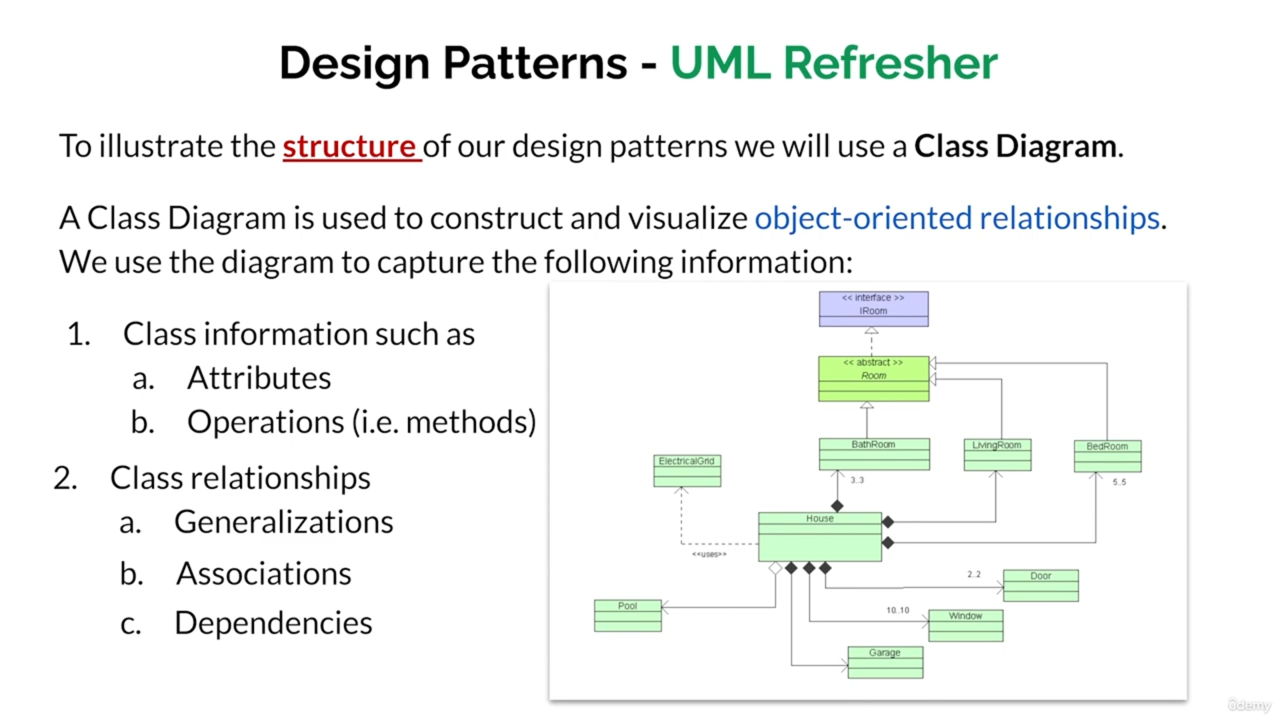 Design Patterns - UML Refresher
To illustrate the structure of our design patterns we will use a Class Diagram.
A Class Diagram is used to construct and visualize object-oriented relationships.
We use the diagram to capture the following information:
1. Class information such as
a. Attributes
b. Operations (i.e. methods)
2. Class relationships
a. Generalizations
b. Associations
c. Dependencies
<< interface >>
IRoom
<< abstract >>
Room
BathRoom
LivingRoom
BedRoom
ElectricalGrid
3..3
5..5
House
<<uses>>
2..2
Door
Pool
10..10
Window
Garage
ûdemy